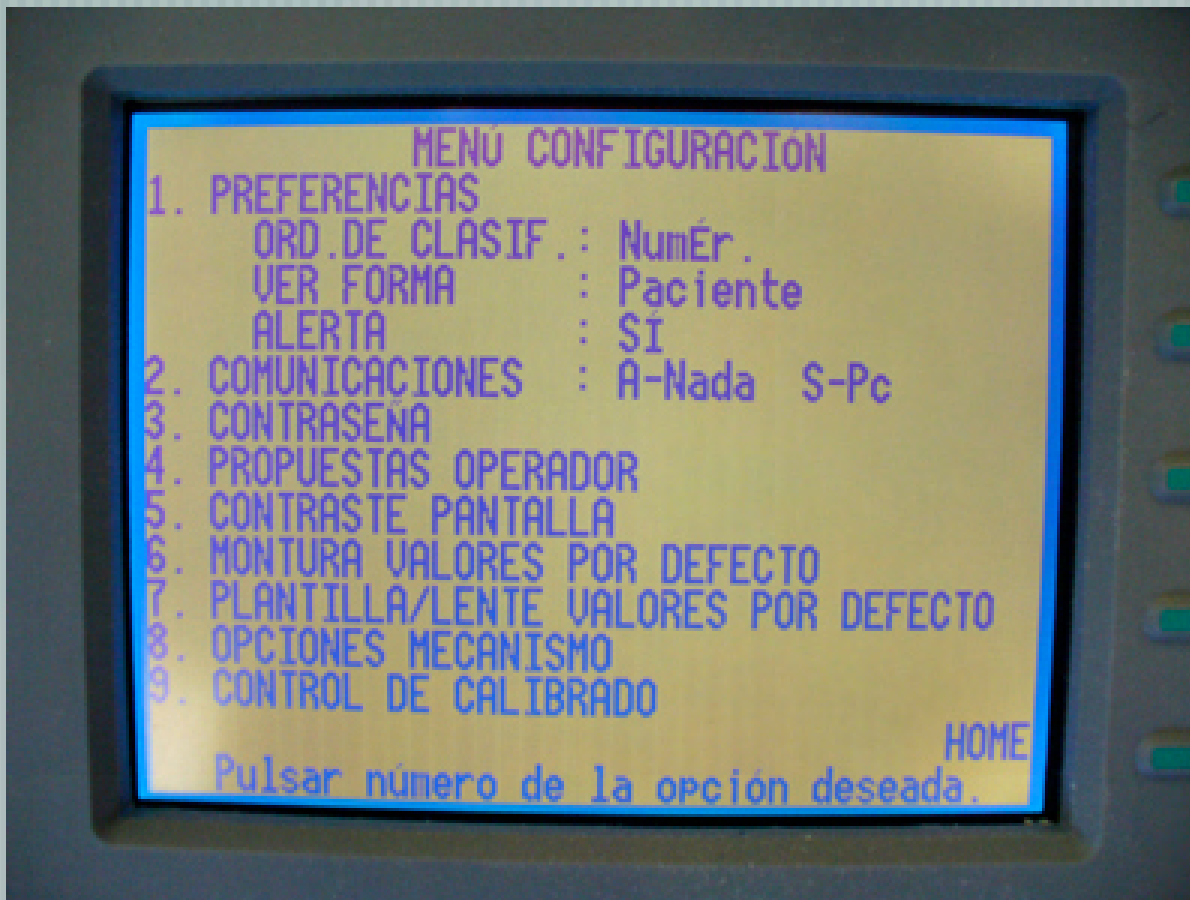 MENÚ CONFIGURACIÓN
1. PREFERENCIAS
ORD.DE CLASIF.: NumÉr.
VER FORMA : Paciente
ALERTA : SÍ
2. COMUNICACIONES : A-Nada S-Pc
3. CONTRASEÑA
4. PROPUESTAS OPERADOR
5. CONTRASTE PANTALLA
6. MONTURA VALORES POR DEFECTO
7. PLANTILLA/LENTE VALORES POR DEFECTO
8. OPCIONES MECANISMO
9. CONTROL DE CALIBRADO
HOME
Pulsar número de la opción deseada.